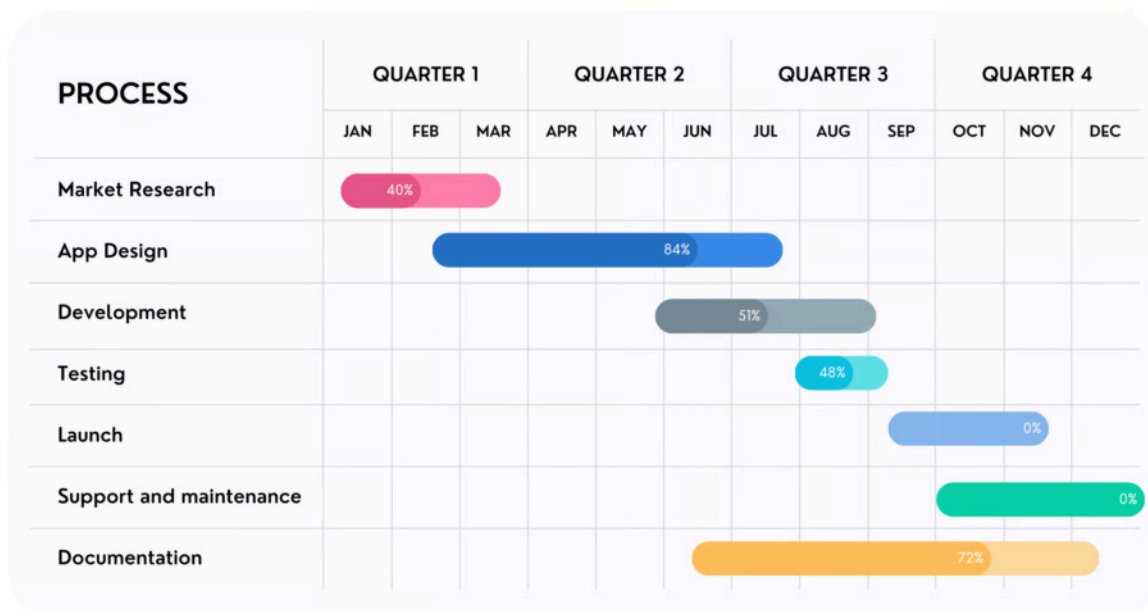 PROCESS
QUARTER 1 QUARTER 2 QUARTER 3 QUARTER 4
JAN FEB MAR APR MAY JUN JUL AUG SEP OCT NOV DEC
Market Research 40%
App Design 84%
Development 51%
Testing 48%
Launch 0%
Support and maintenance 0%
Documentation 72%